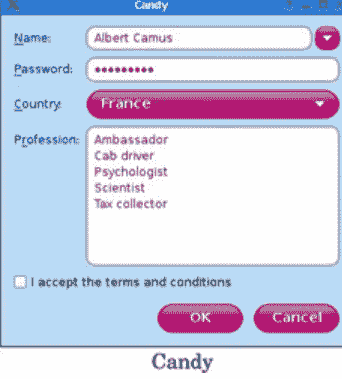 Candy
Name: Albert Camus
Password: •••••••••
Country: France
Profession: Ambassador
Cab driver
Psychologist
Scientist
Tax collector
I accept the terms and conditions
OK Cancel
Candy